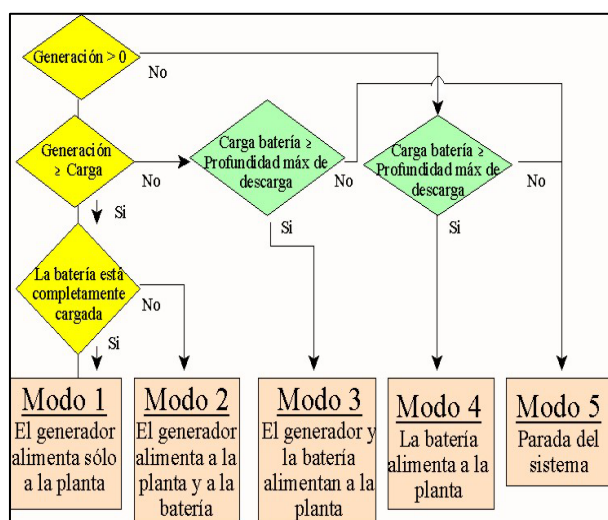 Generación > 0
No
Generación
≥ Carga
No
Si
Carga batería ≥
Profundidad máx de
descarga
No
Si
Carga batería ≥
Profundidad máx de
descarga
No
Si
La batería está
completamente
cargada
No
Si
Modo 1
El generador
alimenta sólo
a la planta
Modo 2
El generador
alimenta a la
planta y a la
batería
Modo 3
El generador y
la batería
alimentan a la
planta
Modo 4
La batería
alimenta a la
planta
Modo 5
Parada del
sistema